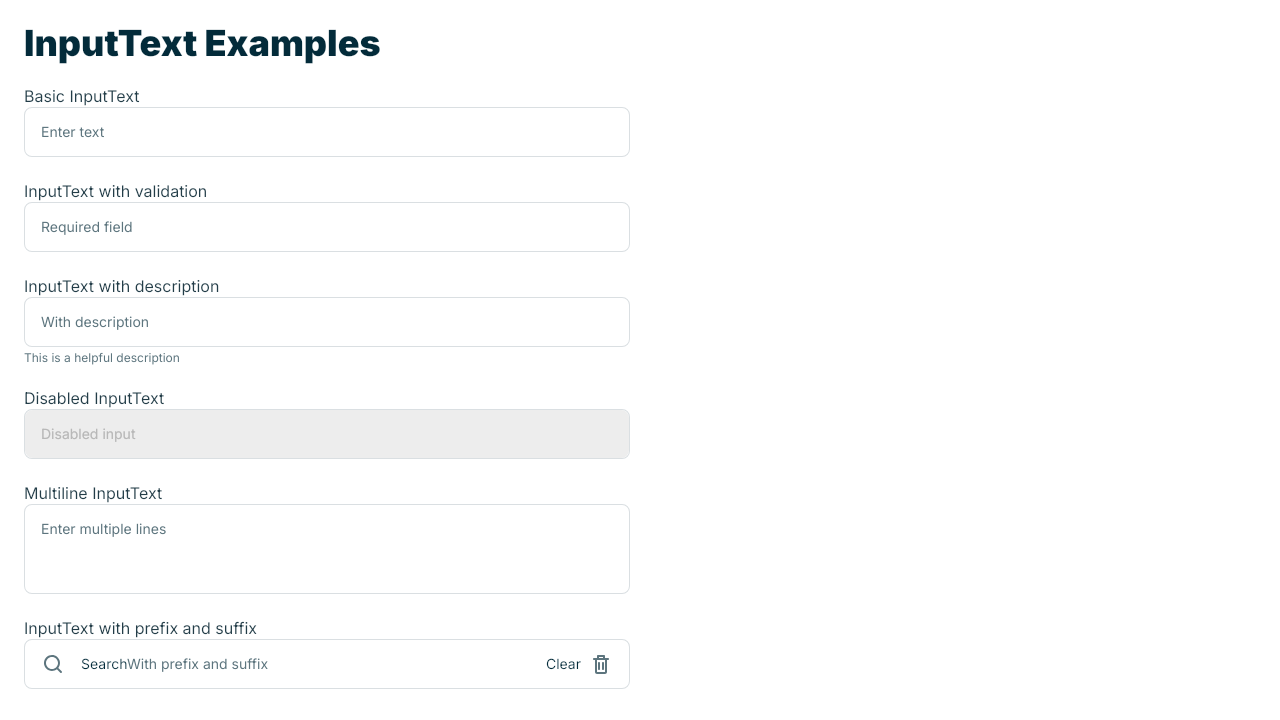 InputText Examples
Basic InputText
Enter text
InputText with validation
Required field
InputText with description
With description
This is a helpful description
Disabled InputText
Disabled input
Multiline InputText
Enter multiple lines
InputText with prefix and suffix
SearchWith prefix and suffix Clear